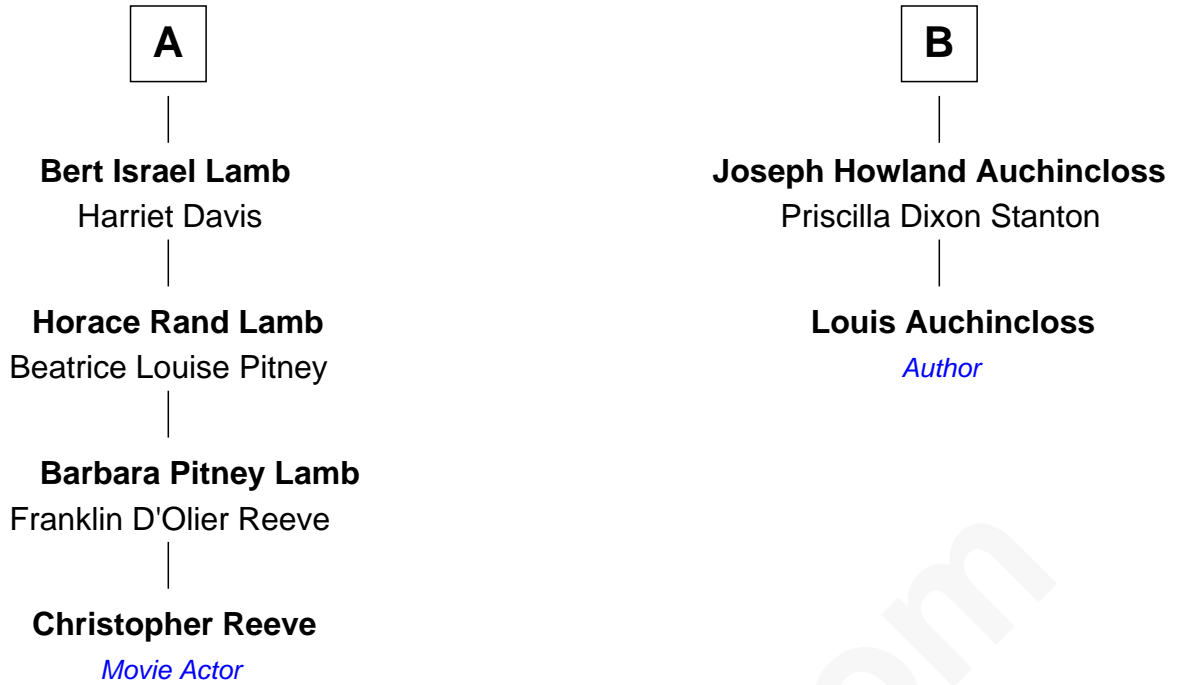 A
Bert Israel Lamb
Harriet Davis
Horace Rand Lamb
Beatrice Louise Pitney
Barbara Pitney Lamb
Franklin D'Olier Reeve
Christopher Reeve
Movie Actor
B
Joseph Howland Auchincloss
Priscilla Dixon Stanton
Louis Auchincloss
Author
om